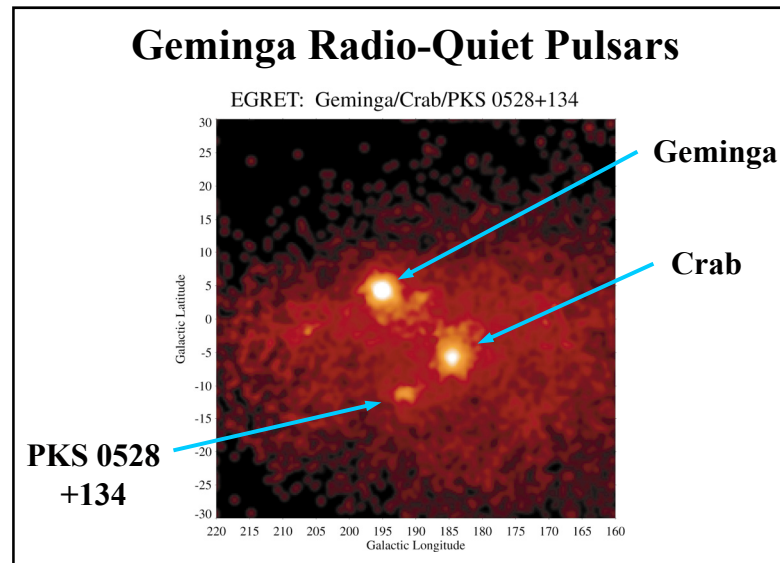 Geminga Radio-Quiet Pulsars
EGRET: Geminga/Crab/PKS 0528+134
Geminga
Crab
PKS 0528
+134
Galactic Latitude
30
25
20
15
10
5
0
-5
-10
-15
-20
-25
-30
220 215 210 205 200 195 190 185 180 175 170 165 160
Galactic Longitude